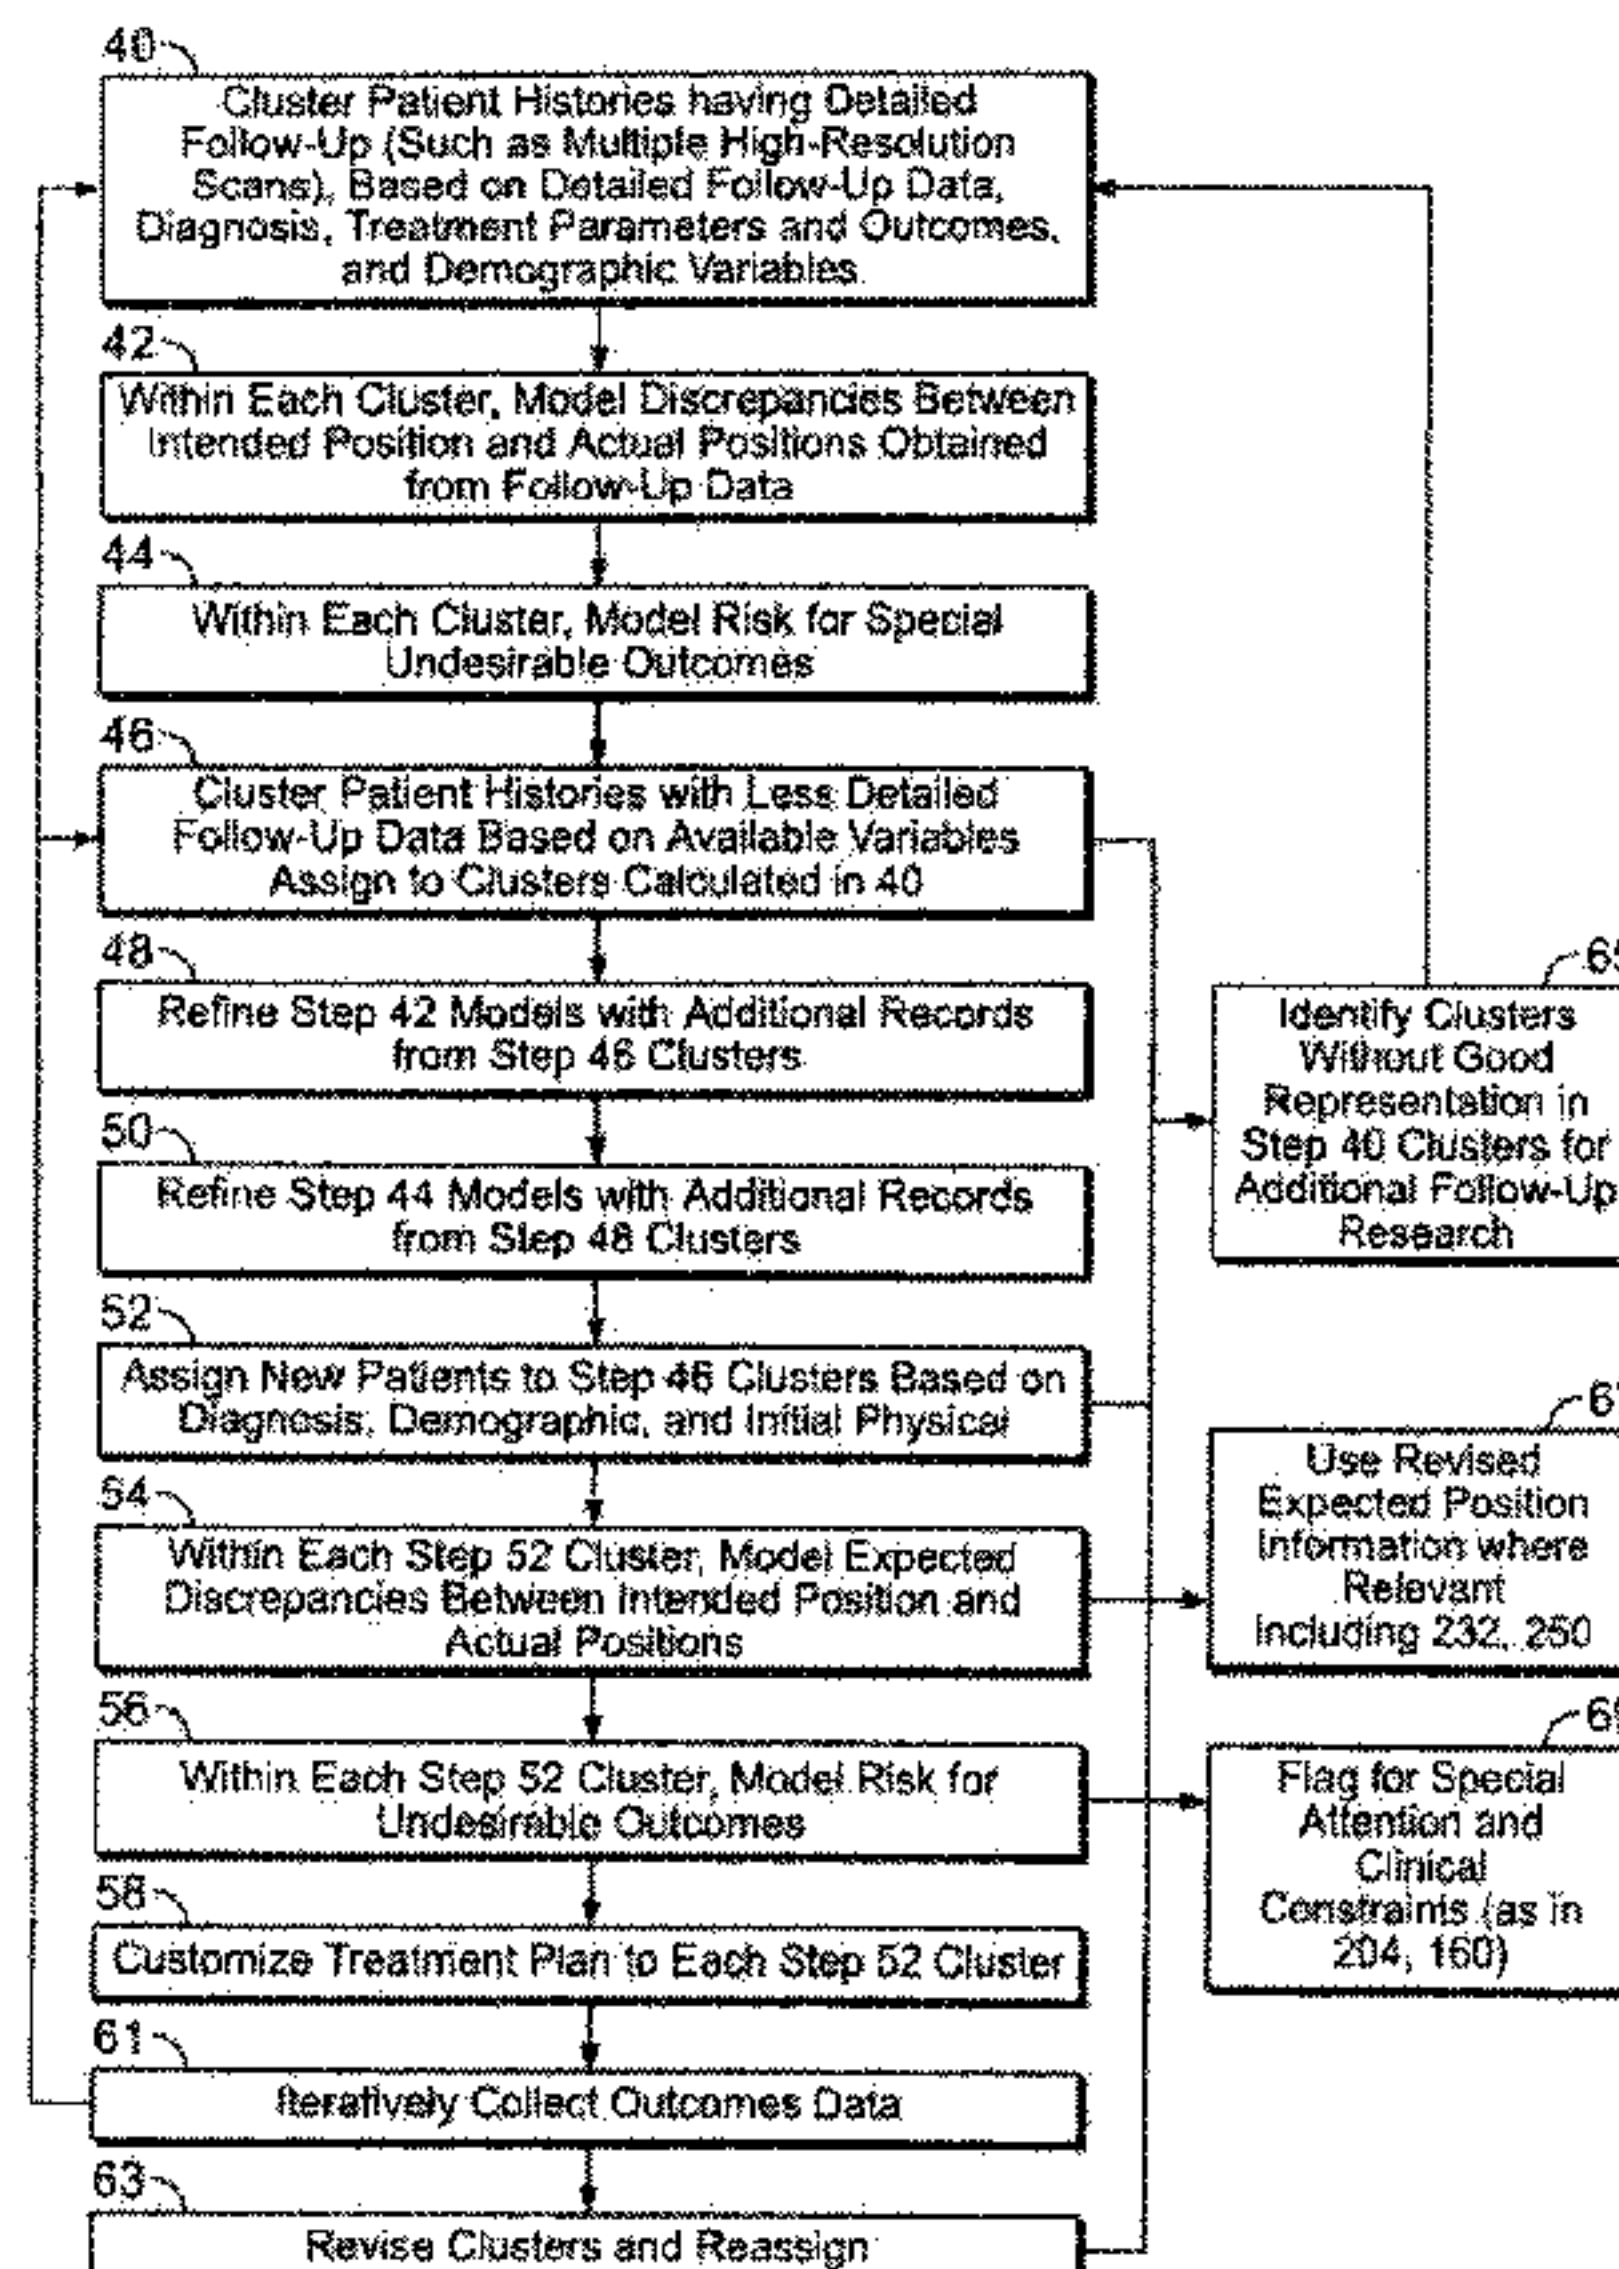 40
Cluster Patient Histories having Detailed
Follow-Up (Such as Multiple High-Resolution
Scans), Based on Detailed Follow-Up Data,
Diagnosis, Treatment Parameters and Outcomes,
and Demographic Variables.
42
Within Each Cluster, Model Discrepancies Between
Intended Position and Actual Positions Obtained
from Follow-Up Data
44
Within Each Cluster, Model Risk for Special
Undesirable Outcomes
46
Cluster Patient Histories with Less Detailed
Follow-Up Data Based on Available Variables
Assign to Clusters Calculated in 40
48
Refine Step 42 Models with Additional Records
from Step 46 Clusters
50
Refine Step 44 Models with Additional Records
from Step 48 Clusters
52
Assign New Patients to Step 46 Clusters Based on
Diagnosis, Demographic, and Initial Physical
54
Within Each Step 52 Cluster, Model Expected
Discrepancies Between Intended Position and
Actual Positions
56
Within Each Step 52 Cluster, Model Risk for
Undesirable Outcomes
58
Customize Treatment Plan to Each Step 52 Cluster
61
Iteratively Collect Outcomes Data
63
Revise Clusters and Reassign
65
Identify Clusters
Without Good
Representation in
Step 40 Clusters for
Additional Follow-Up
Research
Use Revised
Expected Position
Information where
Relevant
Including 232, 250
Flag for Special
Attention and
Clinical
Constraints (as in
204, 160)